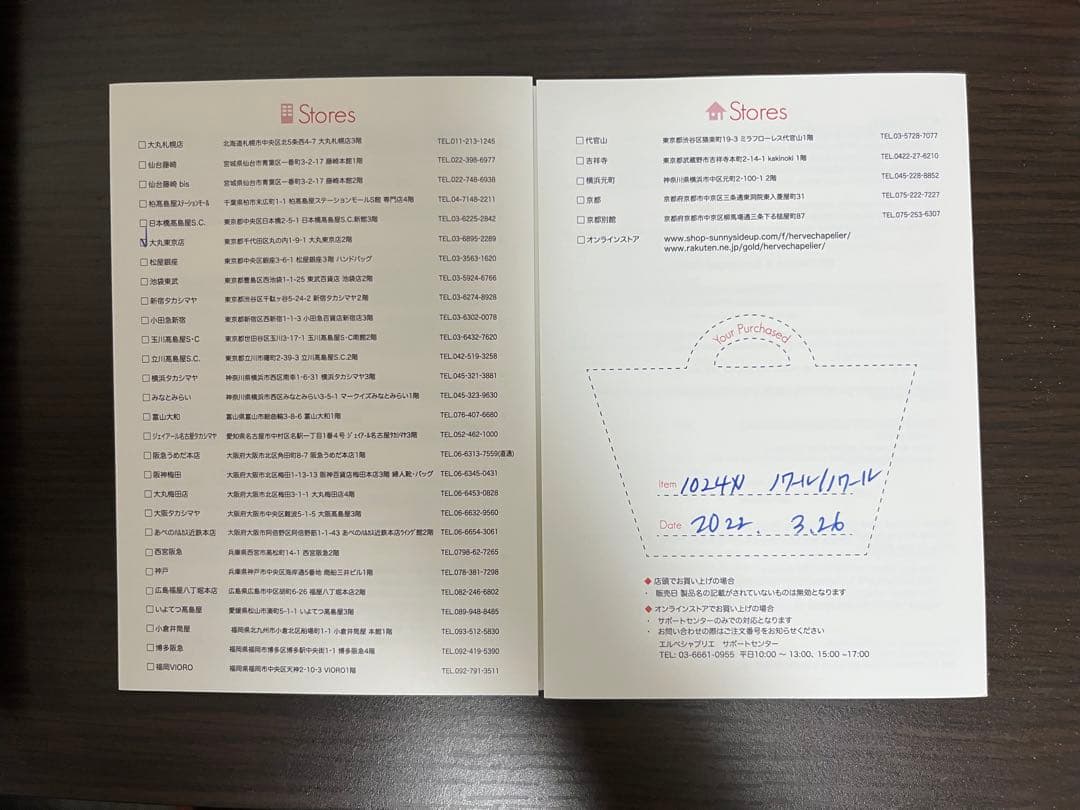 Stores
大丸札幌店 北海道札幌市中央区北5条西4-7 大丸札幌店3階 TEL.011-213-1245
仙台藤崎 宮城県仙台市青葉区一番町3-2-17 藤崎本館1階 TEL.022-398-6977
仙台藤崎 bis 宮城県仙台市青葉区一番町3-2-17 藤崎本館2階 TEL.022-748-6938
柏髙島屋ステーションモール 千葉県柏市末広町1-1 柏髙島屋ステーションモールS館 専門店4階 TEL.04-7148-2211
日本橋髙島屋S.C. 東京都中央区日本橋2-5-1 日本橋髙島屋S.C.新館3階 TEL.03-6225-2842
大丸東京店 東京都千代田区丸の内1-9-1 大丸東京店2階 TEL.03-6895-2289
松屋銀座 東京都中央区銀座3-6-1 松屋銀座3階 ハンドバッグ TEL.03-3563-1620
池袋東武 東京都豊島区西池袋1-1-25 東武百貨店 池袋店2階 TEL.03-5924-6766
新宿タカシマヤ 東京都渋谷区千駄ヶ谷5-24-2 新宿タカシマヤ2階 TEL.03-6274-8928
小田急新宿 東京都新宿区西新宿1-1-3 小田急百貨店新宿店3階 TEL.03-6302-0078
玉川髙島屋S・C 東京都世田谷区玉川3-17-1 玉川髙島屋S・C南館2階 TEL.03-6432-7620
立川髙島屋S.C. 東京都立川市曙町2-39-3 立川髙島屋S.C.2階 TEL.042-519-3258
横浜タカシマヤ 神奈川県横浜市西区南幸1-6-31 横浜タカシマヤ3階 TEL.045-321-3881
みなとみらい 神奈川県横浜市西区みなとみらい3-5-1 マークイズみなとみらい1階 TEL.045-323-9630
富山大和 富山県富山市総曲輪3-8-6 富山大和1階 TEL.076-407-6680
ジェイアール名古屋タカシマヤ 愛知県名古屋市中村区名駅一丁目1番4号 ジェイアール名古屋タカシマヤ3階 TEL.052-462-1000
阪急うめだ本店 大阪府大阪市北区角田町8-7 阪急うめだ本店1階 TEL.06-6313-7559(直通)
阪神梅田 大阪府大阪市北区梅田1-13-13 阪神百貨店梅田本店3階 婦人靴・バッグ TEL.06-6345-0431
大丸梅田店 大阪府大阪市北区梅田3-1-1 大丸梅田店4階 TEL.06-6453-0828
大阪タカシマヤ 大阪府大阪市中央区難波5-1-5 大阪髙島屋3階 TEL.06-6632-9560
あべのハルカス近鉄本店 大阪府大阪市阿倍野区阿倍野筋1-1-43 あべのハルカス近鉄本店ウイング館2階 TEL.06-6654-3061
西宮阪急 兵庫県西宮市高松町14-1 西宮阪急2階 TEL.0798-62-7265
神戸 兵庫県神戸市中央区海岸通5番地 商船三井ビル1階 TEL.078-381-7298
広島福屋八丁堀本店 広島県広島市中区胡町6-26 福屋八丁堀本店2階 TEL.082-246-6802
いよてつ髙島屋 愛媛県松山市湊町5-1-1 いよてつ髙島屋3階 TEL.089-948-8485
小倉井筒屋 福岡県北九州市小倉北区船場町1-1 小倉井筒屋 本館1階 TEL.093-512-5830
博多阪急 福岡県福岡市博多区博多駅中央街1-1 博多阪急4階 TEL.092-419-5390
福岡VIORO 福岡県福岡市中央区天神2-10-3 VIORO1階 TEL.092-791-3511
Stores
代官山 東京都渋谷区猿楽町19-3 ミラフローレス代官山1階 TEL.03-5728-7077
吉祥寺 東京都武蔵野市吉祥寺本町2-14-1 kakinoki 1階 TEL.0422-27-6210
横浜元町 神奈川県横浜市中区元町2-100-1 2階 TEL.045-228-8852
京都 京都府京都市中京区三条通東洞院東入菱屋町31 TEL.075-222-7227
京都別館 京都府京都市中京区柳馬場通三条下る槌屋町87 TEL.075-253-6307
オンラインストア www.shop-sunnysideup.com/f/hervechapelier/
www.rakuten.ne.jp/gold/hervechapelier/
Your Purchased
Item 1024N ノワール/ノワール
Date 2022. 3.26
◆ 店頭でお買い上げの場合
・ 販売日 製品名の記載がされていないものは無効となります
◆ オンラインストアでお買い上げの場合
・ サポートセンターのみでの対応となります
・ お問い合わせの際はご注文番号をお知らせください
エルベシャプリエ サポートセンター
TEL: 03-6661-0955 平日10:00 ~ 13:00、15:00 ~17:00